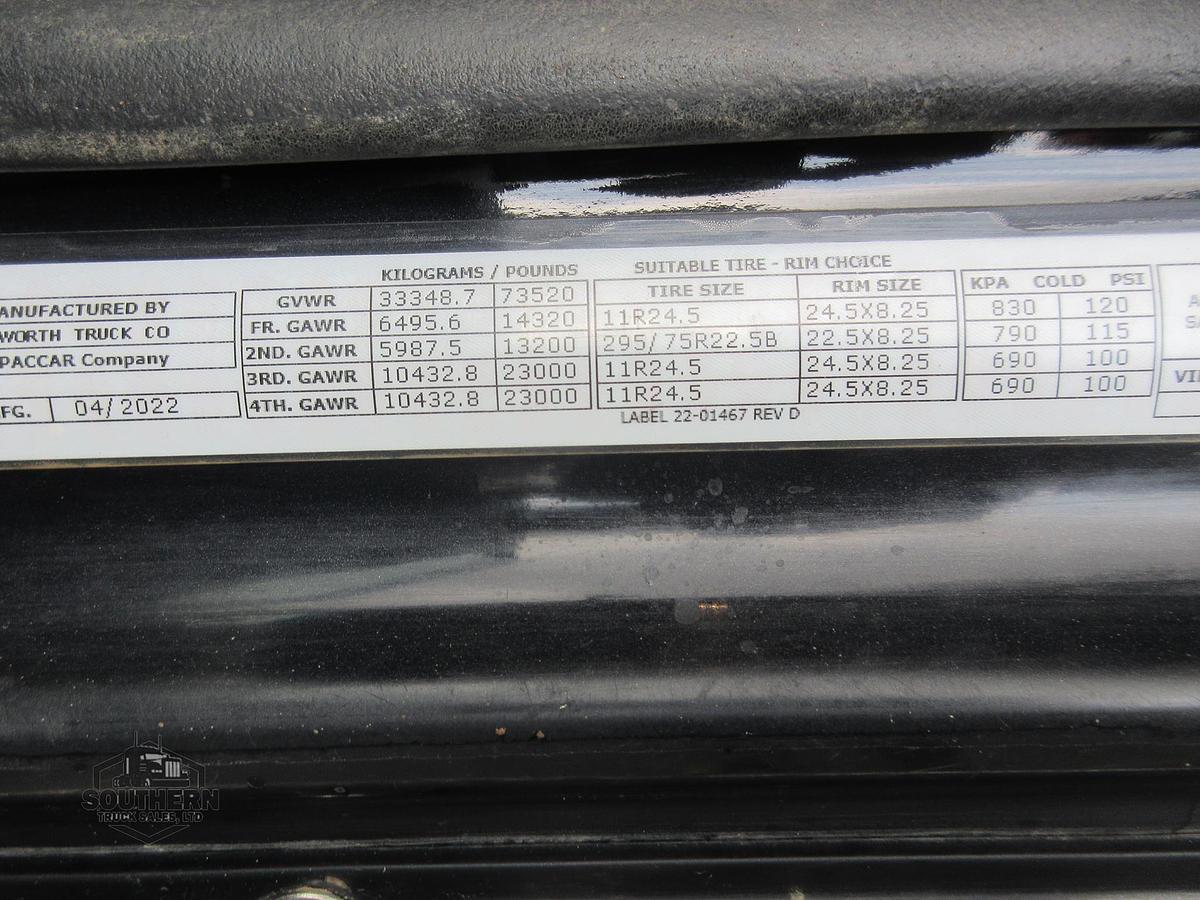 KILOGRAMS / POUNDS SUITABLE TIRE - RIM CHOICE
ANUFACTURED BY GVWR 33348.7 73520 TIRE SIZE RIM SIZE KPA COLD PSI
WORTH TRUCK CO FR. GAWR 6495.6 14320 11R24.5 24.5X8.25 830 120
PACCAR Company 2ND. GAWR 5987.5 13200 295/75R22.5B 22.5X8.25 790 115
3RD. GAWR 10432.8 23000 11R24.5 24.5X8.25 690 100 VI
FG. 04/2022 4TH. GAWR 10432.8 23000 11R24.5 24.5X8.25 690 100
LABEL 22-01467 REV D
SOUTHERN
TRUCK SALES, LTD